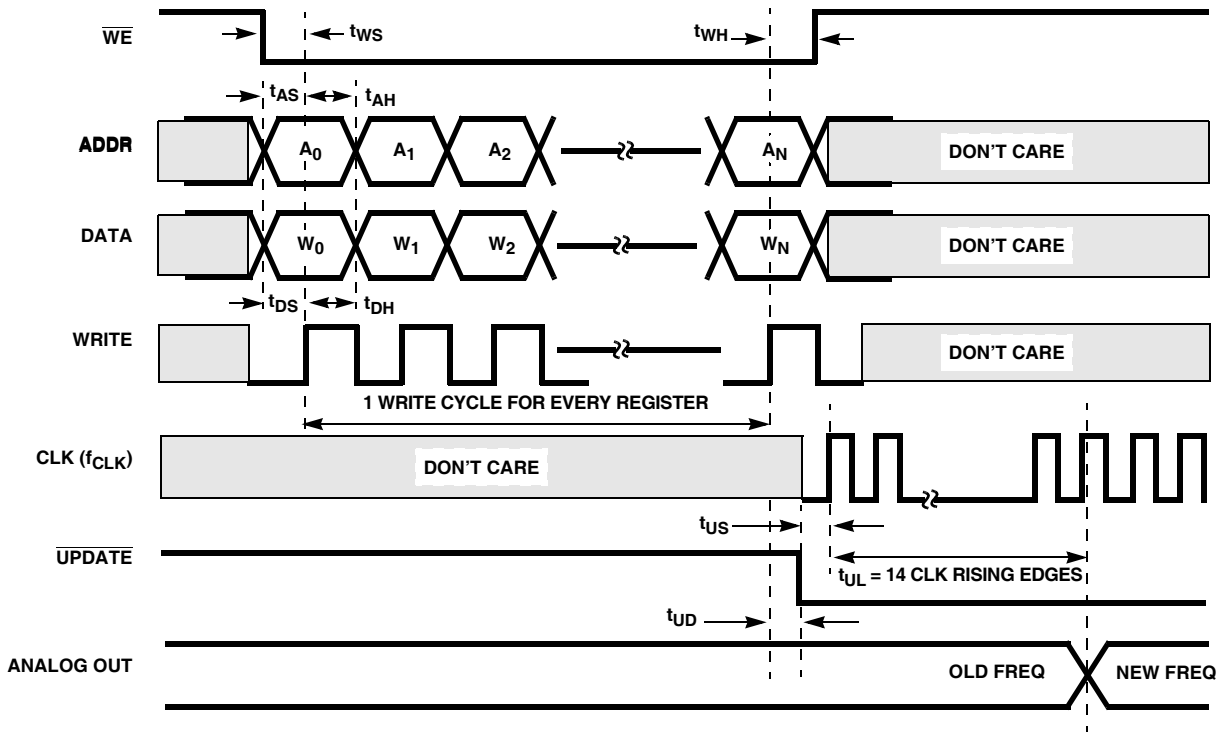 WE
tWS
tWH
tAS
tAH
ADDR
A0
A1
A2
AN
DON'T CARE
DATA
W0
W1
W2
WN
DON'T CARE
tDS
tDH
WRITE
DON'T CARE
1 WRITE CYCLE FOR EVERY REGISTER
CLK (fCLK)
DON'T CARE
tUS
UPDATE
tUL = 14 CLK RISING EDGES
tUD
ANALOG OUT
OLD FREQ
NEW FREQ